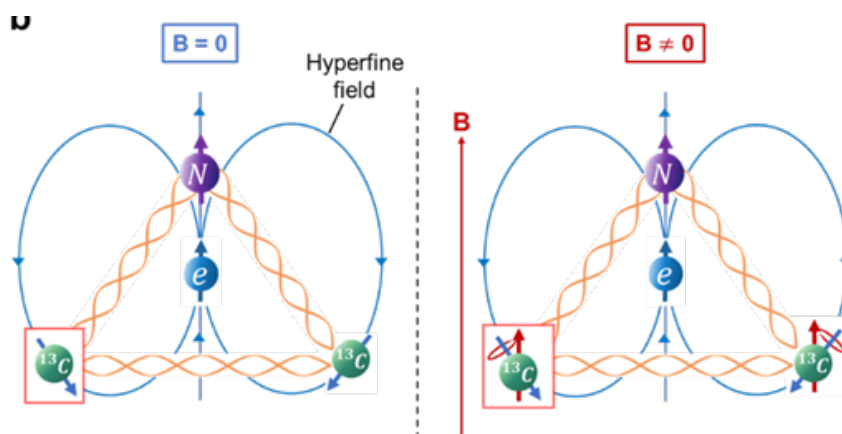 b
B = 0
B ≠ 0
Hyperfine
field
B
N
N
e
e
¹³C
¹³C
¹³C
¹³C